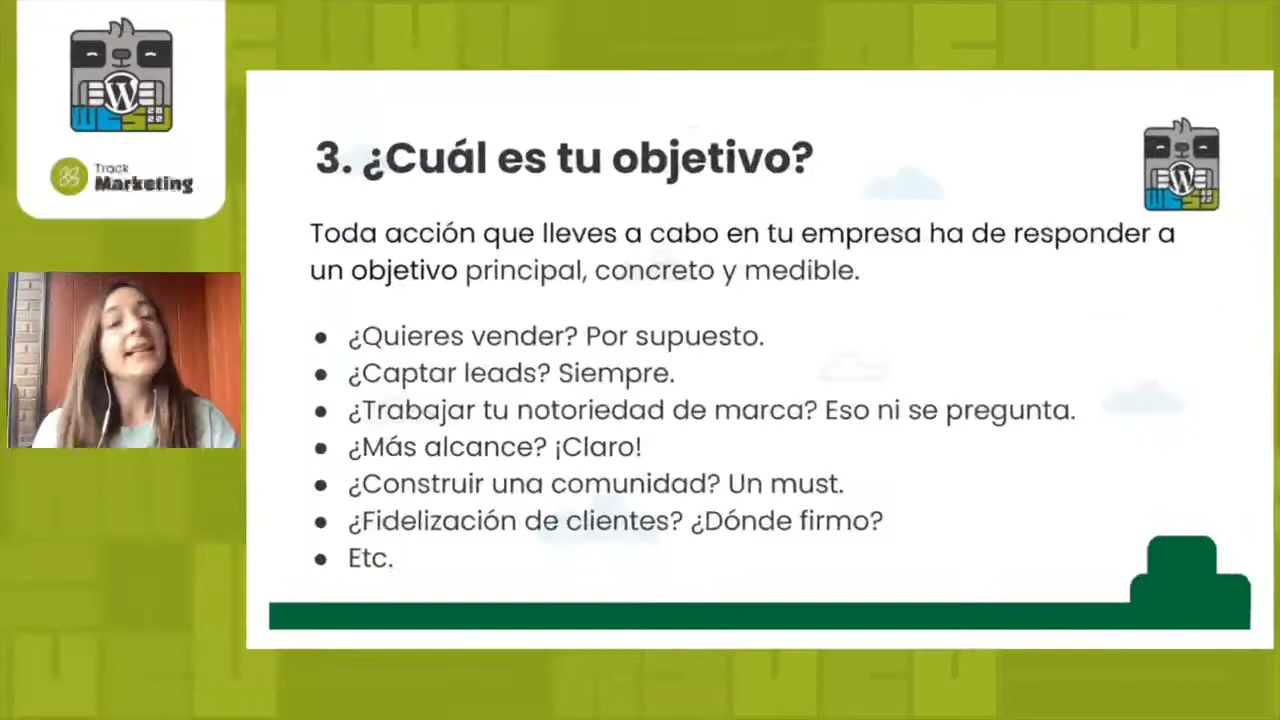 WCES
2022
Track
Marketing
3. ¿Cuál es tu objetivo?
Toda acción que lleves a cabo en tu empresa ha de responder a
un objetivo principal, concreto y medible.
● ¿Quieres vender? Por supuesto.
● ¿Captar leads? Siempre.
● ¿Trabajar tu notoriedad de marca? Eso ni se pregunta.
● ¿Más alcance? ¡Claro!
● ¿Construir una comunidad? Un must.
● ¿Fidelización de clientes? ¿Dónde firmo?
● Etc.